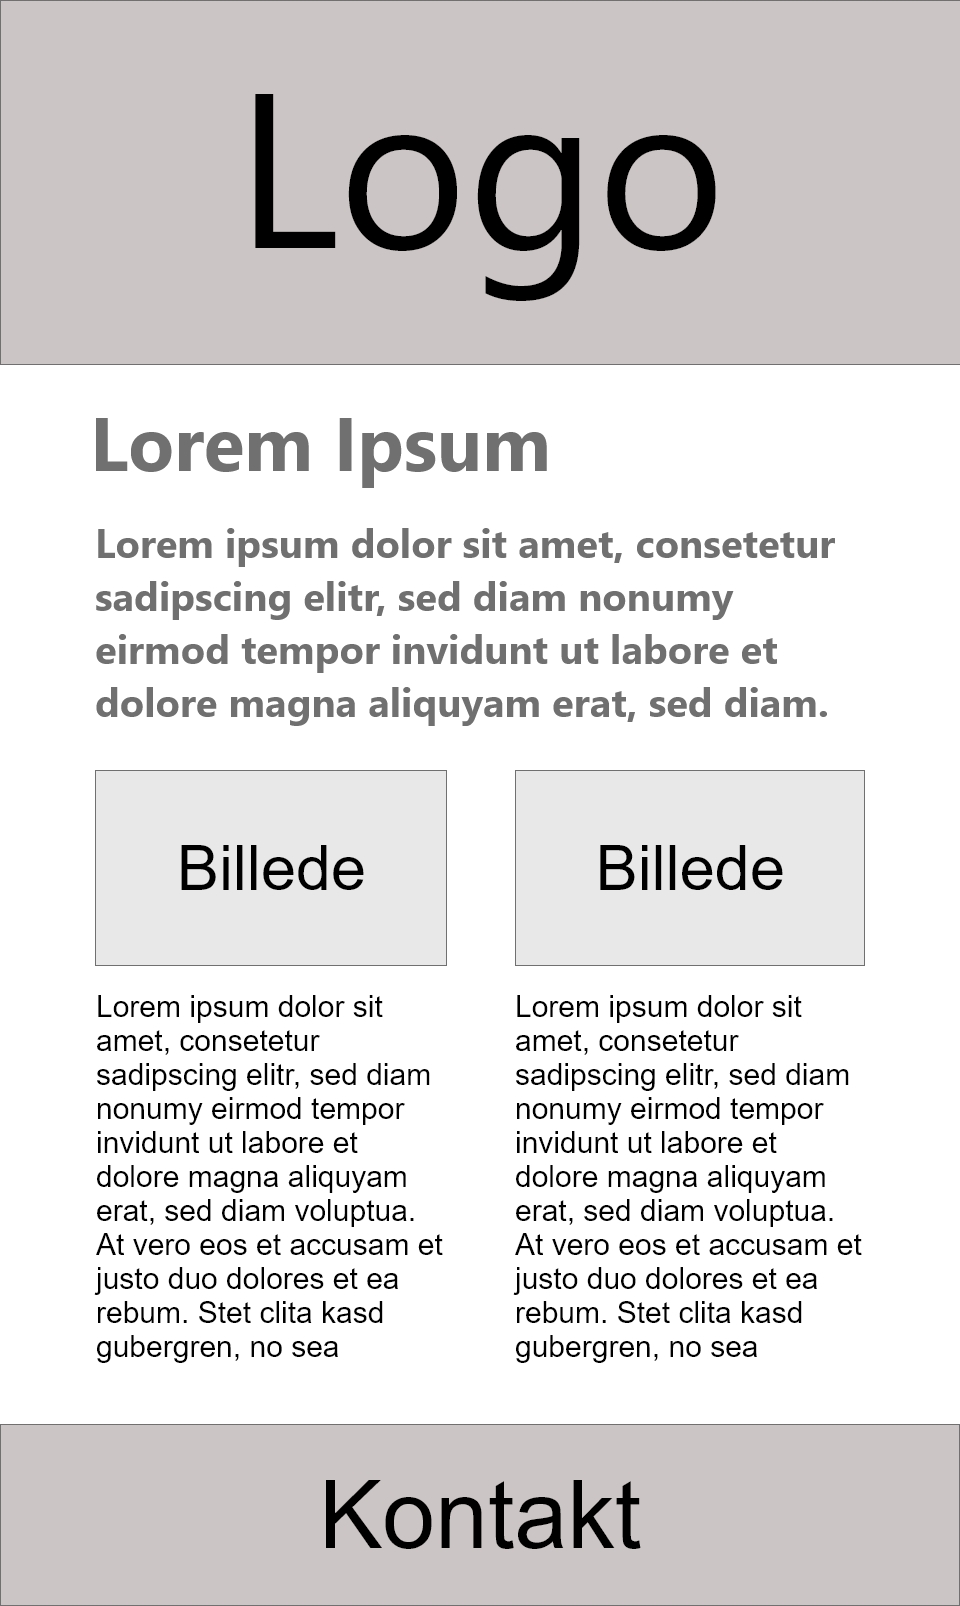 Logo
Lorem Ipsum
Lorem ipsum dolor sit amet, consetetur
sadipscing elitr, sed diam nonumy
eirmod tempor invidunt ut labore et
dolore magna aliquyam erat, sed diam.
Billede
Lorem ipsum dolor sit
amet, consetetur
sadipscing elitr, sed diam
nonumy eirmod tempor
invidunt ut labore et
dolore magna aliquyam
erat, sed diam voluptua.
At vero eos et accusam et
justo duo dolores et ea
rebum. Stet clita kasd
gubergren, no sea
Billede
Lorem ipsum dolor sit
amet, consetetur
sadipscing elitr, sed diam
nonumy eirmod tempor
invidunt ut labore et
dolore magna aliquyam
erat, sed diam voluptua.
At vero eos et accusam et
justo duo dolores et ea
rebum. Stet clita kasd
gubergren, no sea
Kontakt